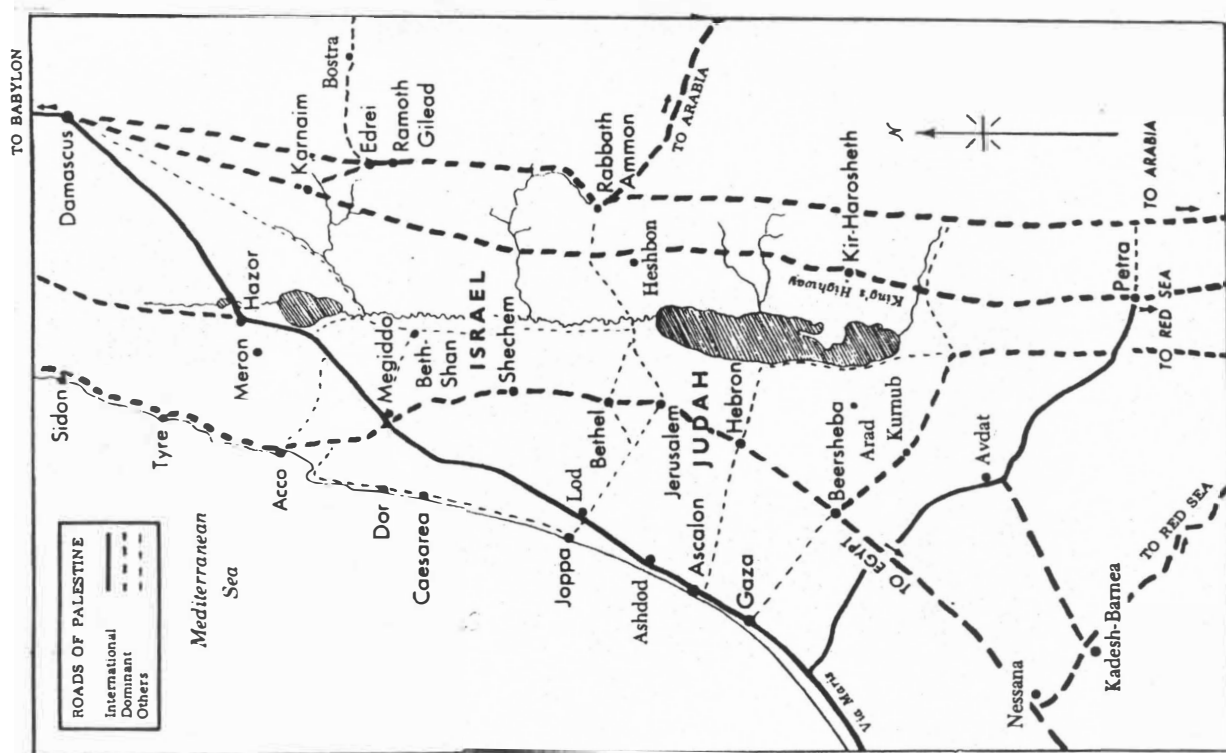 TO BABYLON
ROADS OF PALESTINE
International
Dominant
Others
Mediterranean
Sea
Sidon
Tyre
Acco
Dor
Caesarea
Joppa
Lod
Ashdod
Ascalon
Gaza
Via Maris
Damascus
Hazor
Meron
Megiddo
Beth-
Shan
ISRAEL
Shechem
Bethel
Jerusalem
JUDAH
Hebron
Beersheba
Arad
Kurnub
Avdat
TO EGYPT
Nessana
Kadesh-Barnea
TO RED SEA
Karnaim
Bostra
Edrei
Ramoth
Gilead
Rabbath
Ammon
TO ARABIA
Heshbon
Kir-Harosheth
King's Highway
N
TO ARABIA
Petra
TO RED SEA